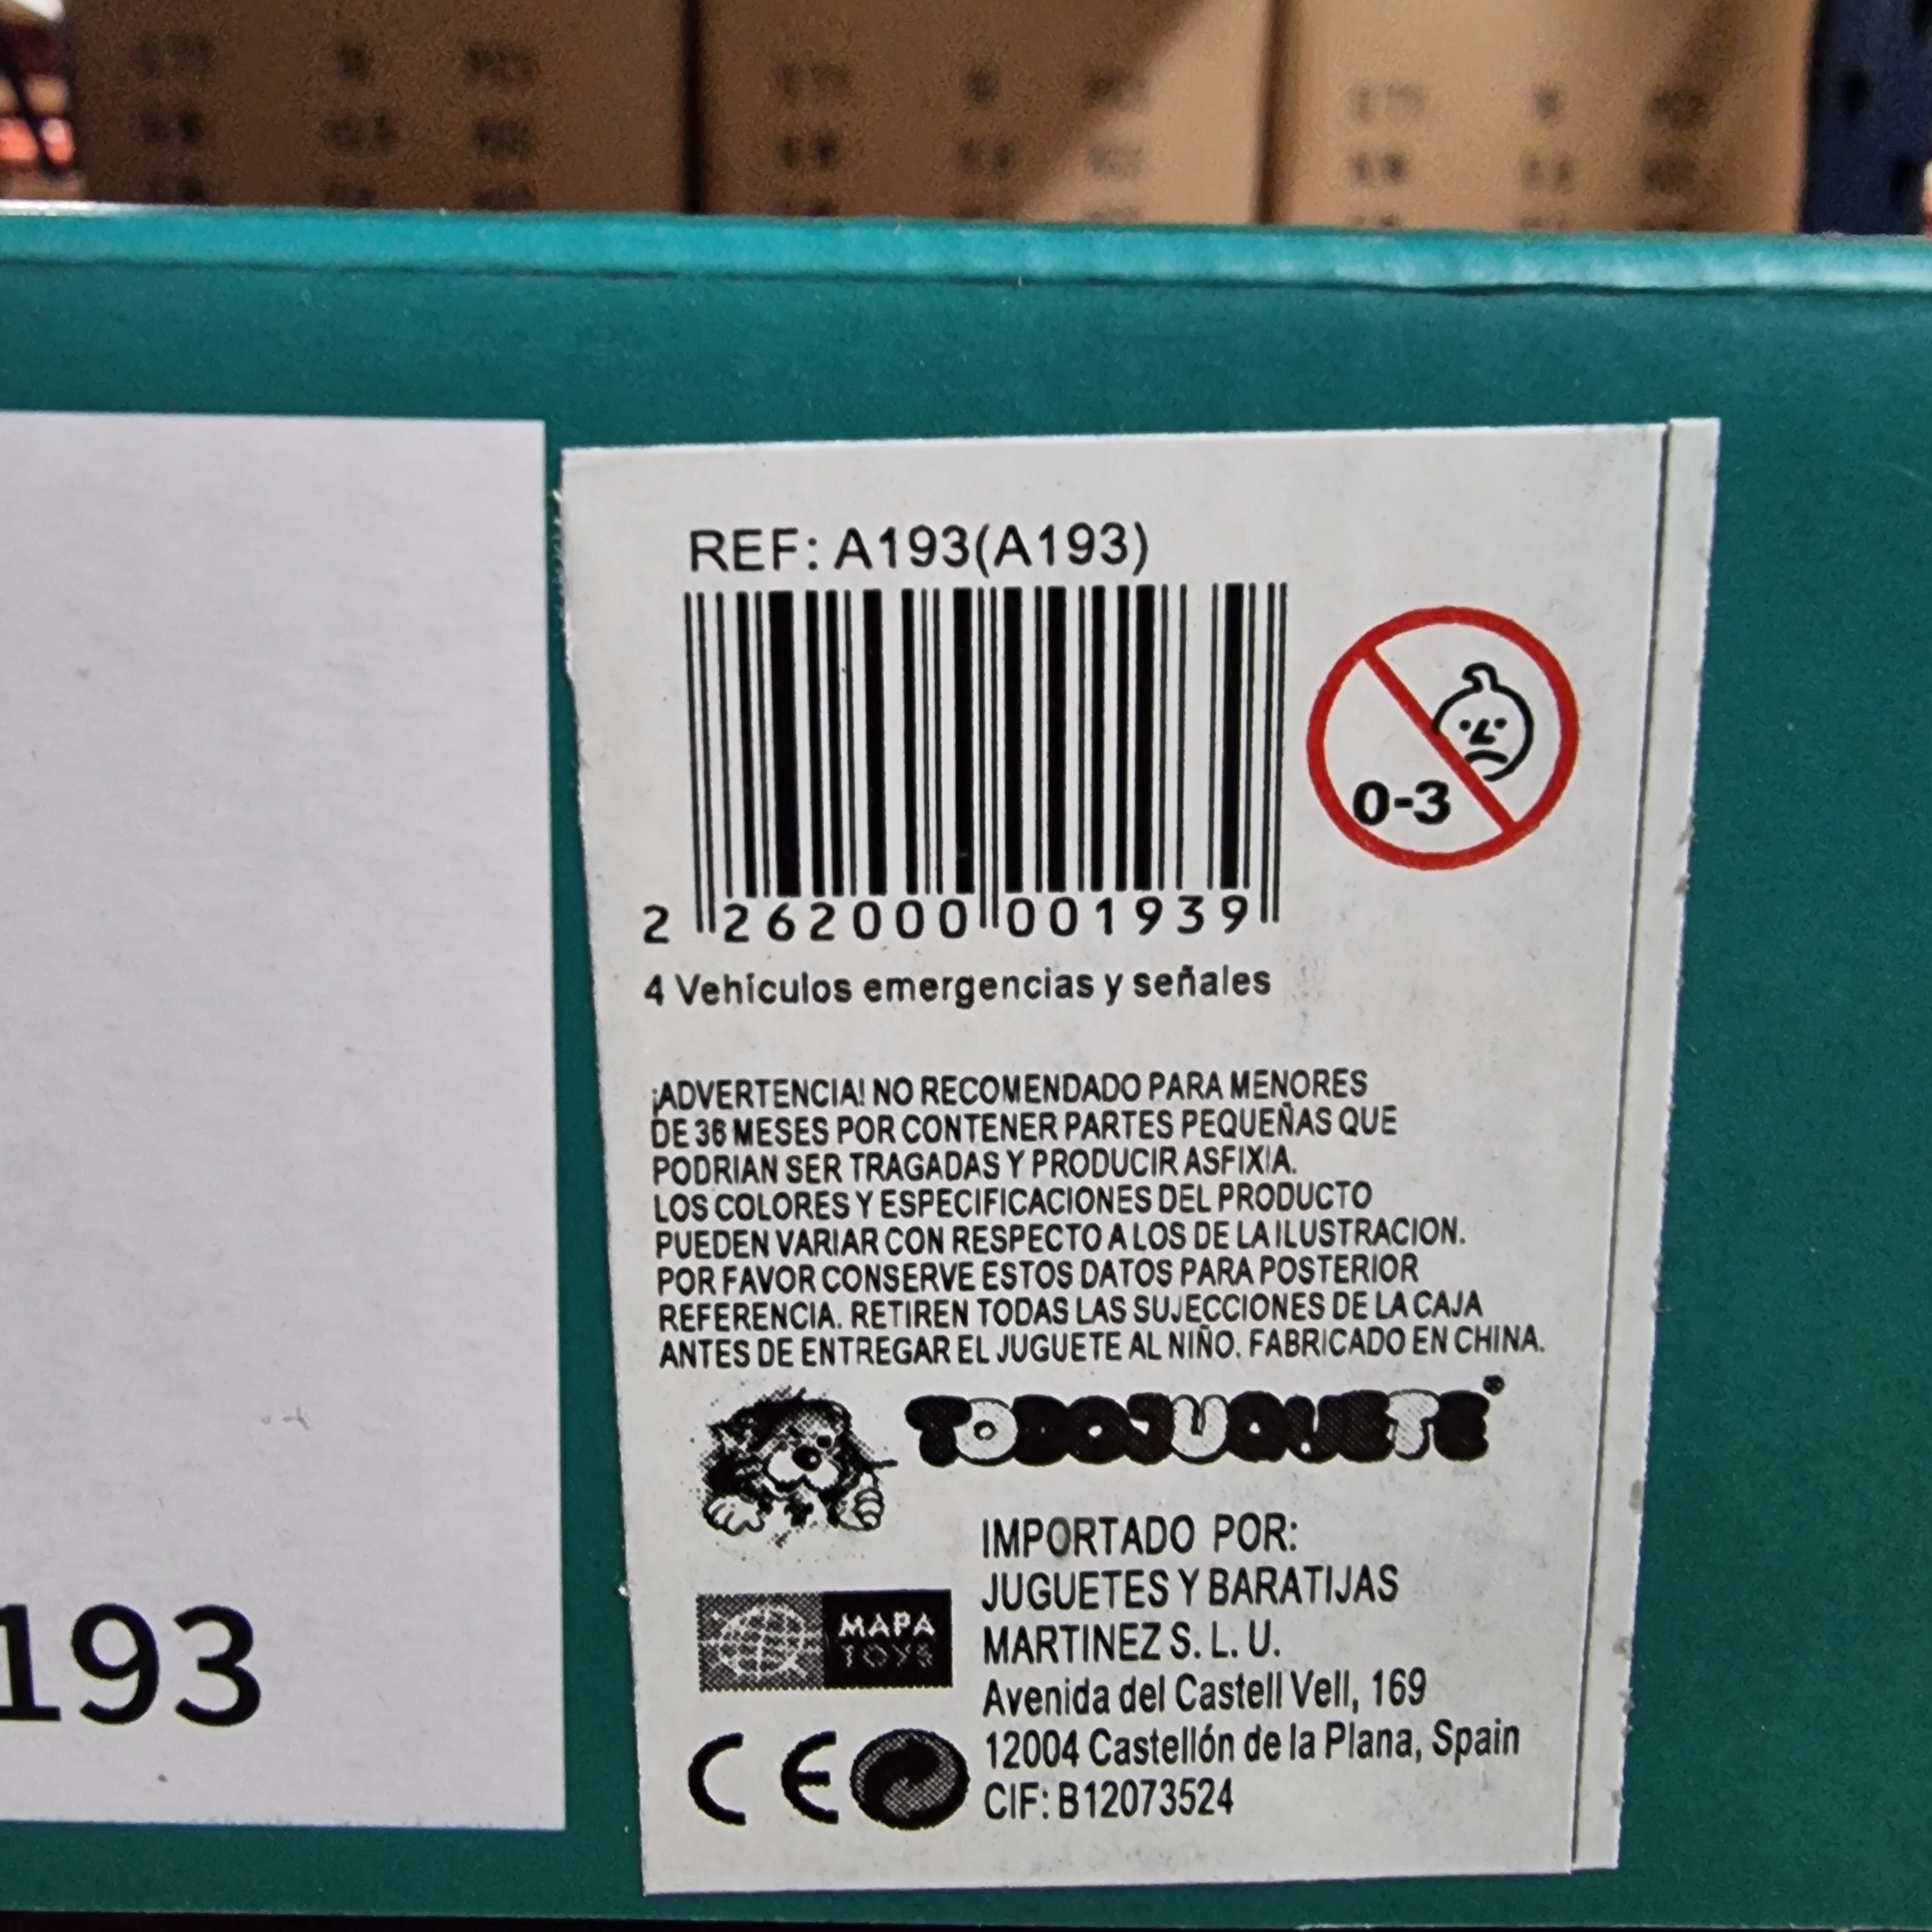 REF: A193(A193)
0-3
2 262000 001939
4 Vehículos emergencias y señales
¡ADVERTENCIA! NO RECOMENDADO PARA MENORES
DE 36 MESES POR CONTENER PARTES PEQUEÑAS QUE
PODRIAN SER TRAGADAS Y PRODUCIR ASFIXIA.
LOS COLORES Y ESPECIFICACIONES DEL PRODUCTO
PUEDEN VARIAR CON RESPECTO A LOS DE LA ILUSTRACION.
POR FAVOR CONSERVE ESTOS DATOS PARA POSTERIOR
REFERENCIA. RETIREN TODAS LAS SUJECCIONES DE LA CAJA
ANTES DE ENTREGAR EL JUGUETE AL NIÑO. FABRICADO EN CHINA.
TODOJUGUETE
IMPORTADO POR:
JUGUETES Y BARATIJAS
MARTINEZ S. L. U.
Avenida del Castell Vell, 169
12004 Castellón de la Plana, Spain
CIF: B12073524
MAPA
TOYS
CE
193